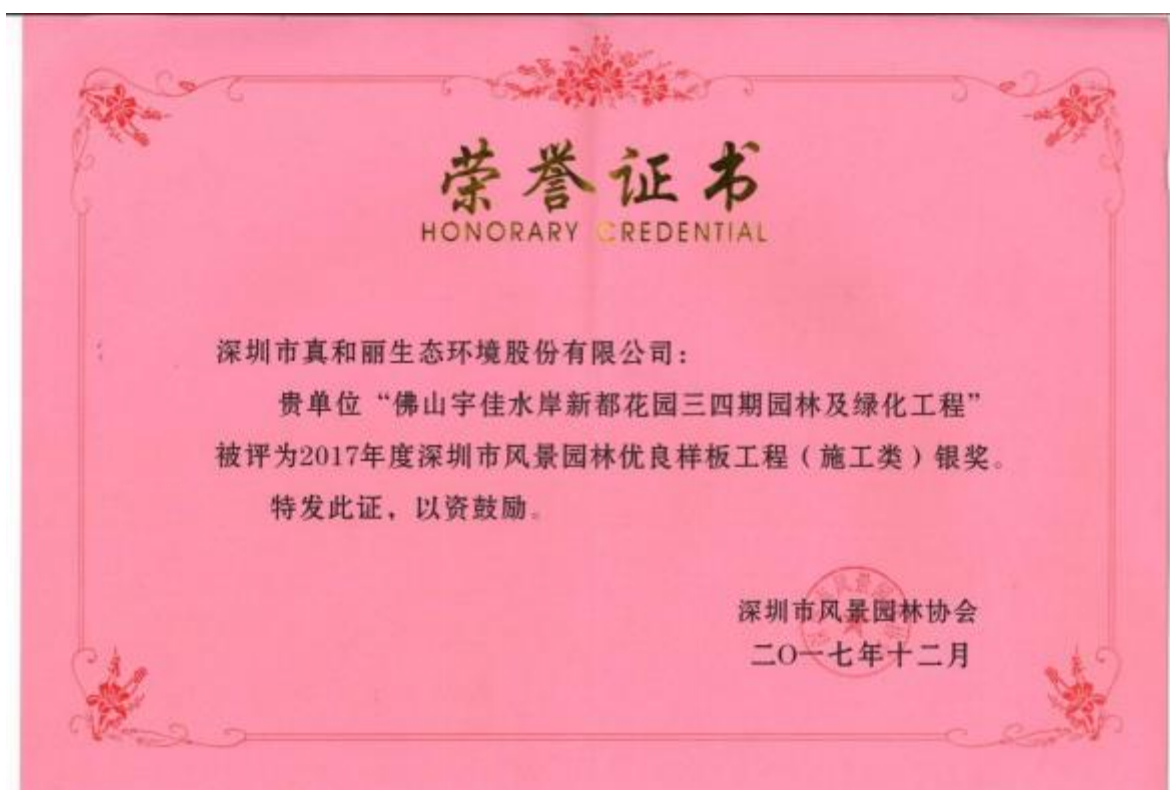 荣誉证书
HONORARY CREDENTIAL
深圳市真和丽生态环境股份有限公司：
贵单位“佛山宇佳水岸新都花园三四期园林及绿化工程”
被评为2017年度深圳市风景园林优良样板工程（施工类）银奖。
特发此证，以资鼓励。
深圳市风景园林协会
二〇一七年十二月